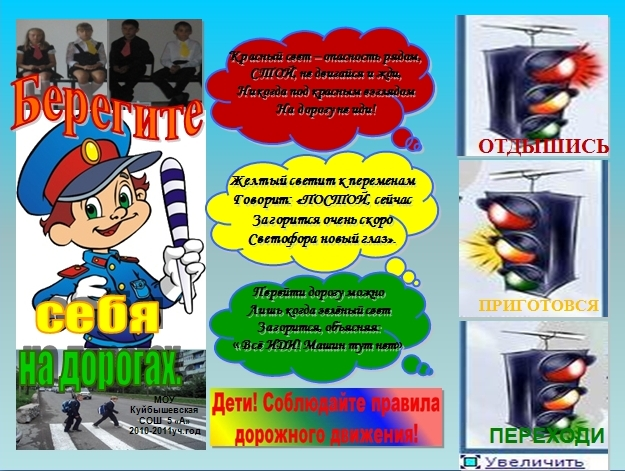 Берегите
себя
на дорогах.
МОУ
Куйбышевская
СОШ 5 «А»
2010-2011уч.год
Красный свет – опасность рядом,
СТОЙ, не двигайся и жди,
Никогда под красным взглядом
На дорогу не иди!
Желтый светит к переменам
Говорит: «ПОСТОЙ, сейчас
Загорится очень скоро
Светофора новый глаз».
Перейти дорогу можно
Лишь когда зелёный свет
Загорится, объясняя:
« Всё ИДИ! Машин тут нет»
Дети! Соблюдайте правила
дорожного движения!
ОТДЫШИСЬ
ПРИГОТОВСЯ
ПЕРЕХОДИ
Увеличить